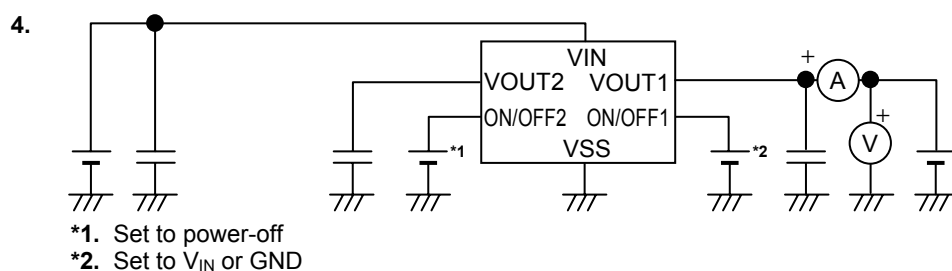 4.
VIN
VOUT2 VOUT1
ON/OFF2 ON/OFF1
VSS
*1
*2
+
A
+
V
*1. Set to power-off
*2. Set to VIN or GND